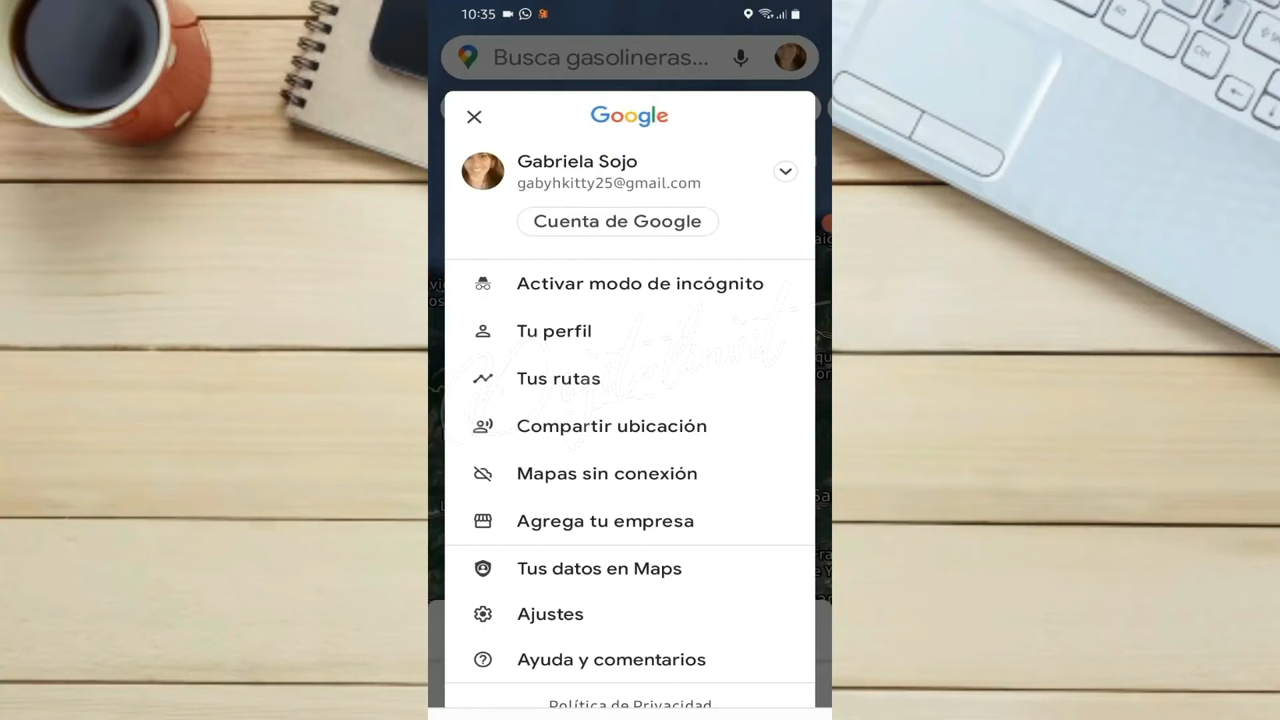 10:35
Busca gasolineras...
Google
Gabriela Sojo
gabyhkitty25@gmail.com
Cuenta de Google
Activar modo de incógnito
Tu perfil
Tus rutas
Compartir ubicación
Mapas sin conexión
Agrega tu empresa
Tus datos en Maps
Ajustes
Ayuda y comentarios
Política de Privacidad